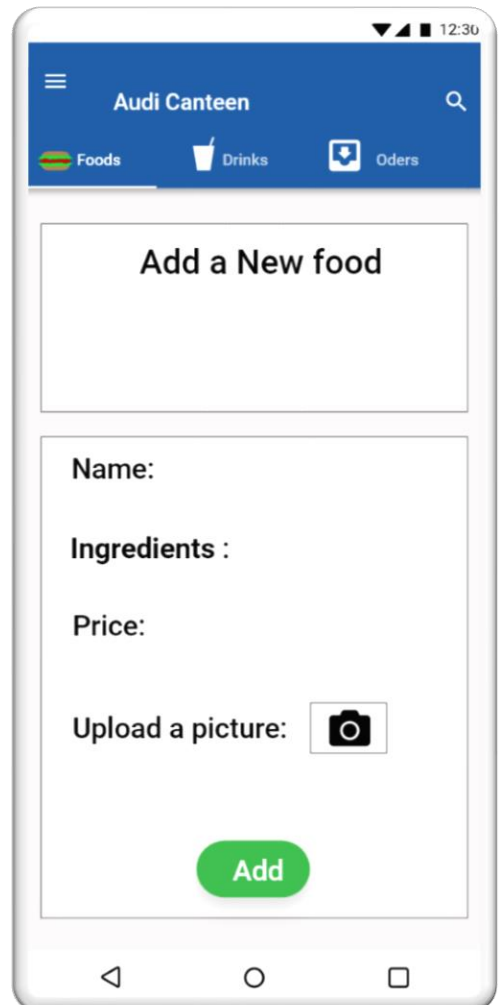 12:30
Audi Canteen
Foods Drinks Oders
Add a New food
Name:
Ingredients :
Price:
Upload a picture:
Add